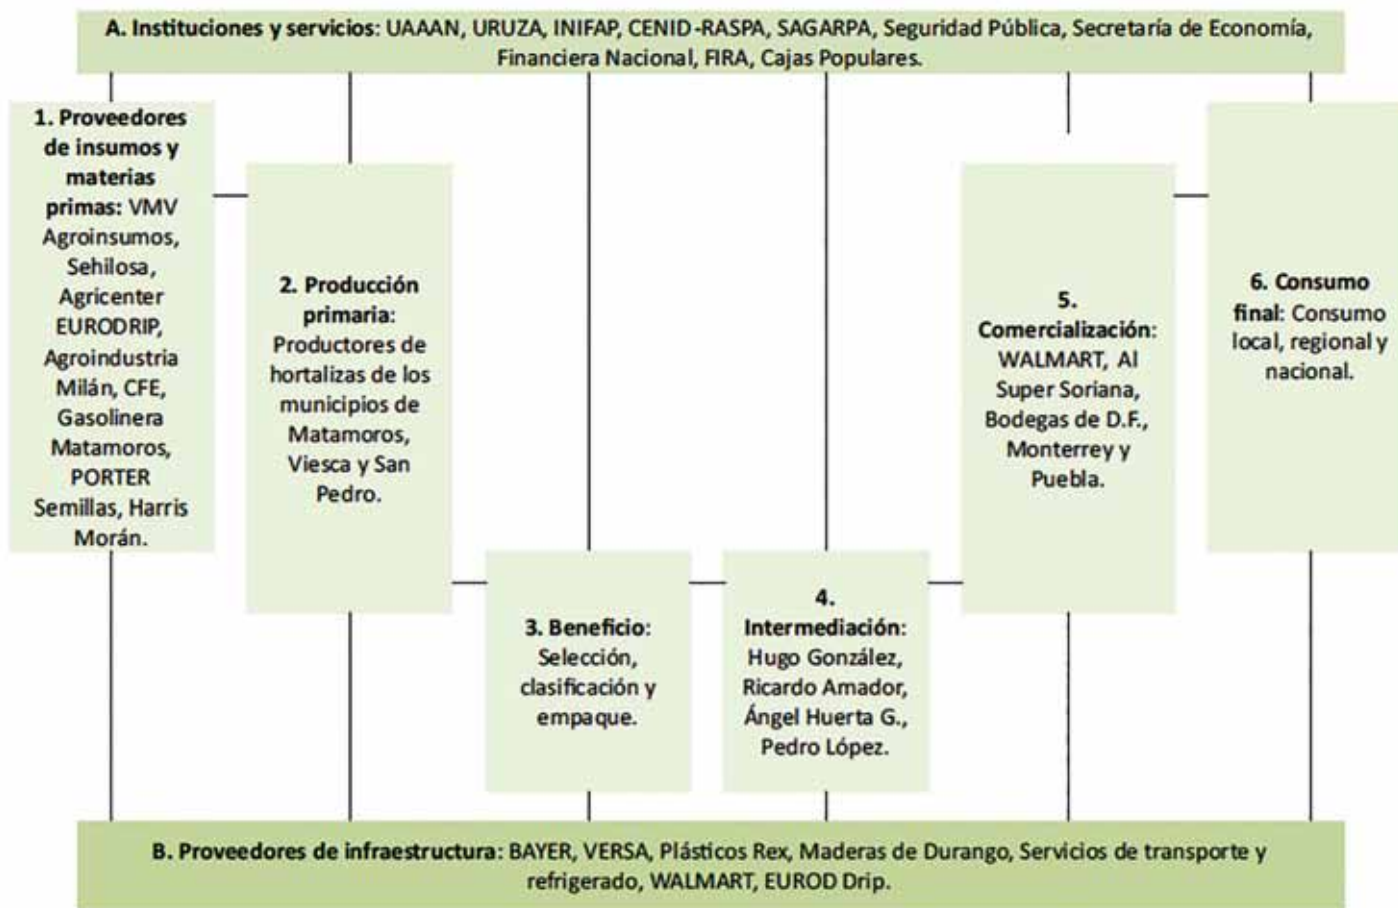 A. Instituciones y servicios: UAAAN, URUZA, INIFAP, CENID-RASPA, SAGARPA, Seguridad Pública, Secretaría de Economía,
Financiera Nacional, FIRA, Cajas Populares.
1. Proveedores
de insumos y
materias
primas: VMV
Agroinsumos,
Sehilosa,
Agricenter
EURODRIP,
Agroindustria
Milán, CFE,
Gasolinera
Matamoros,
PORTER
Semillas, Harris
Morán.
2. Producción
primaria:
Productores de
hortalizas de los
municipios de
Matamoros,
Viesca y San
Pedro.
3. Beneficio:
Selección,
clasificación y
empaque.
4.
Intermediación:
Hugo González,
Ricardo Amador,
Ángel Huerta G.,
Pedro López.
5.
Comercialización:
WALMART, Al
Super Soriana,
Bodegas de D.F.,
Monterrey y
Puebla.
6. Consumo
final: Consumo
local, regional y
nacional.
B. Proveedores de infraestructura: BAYER, VERSA, Plásticos Rex, Maderas de Durango, Servicios de transporte y
refrigerado, WALMART, EUROD Drip.